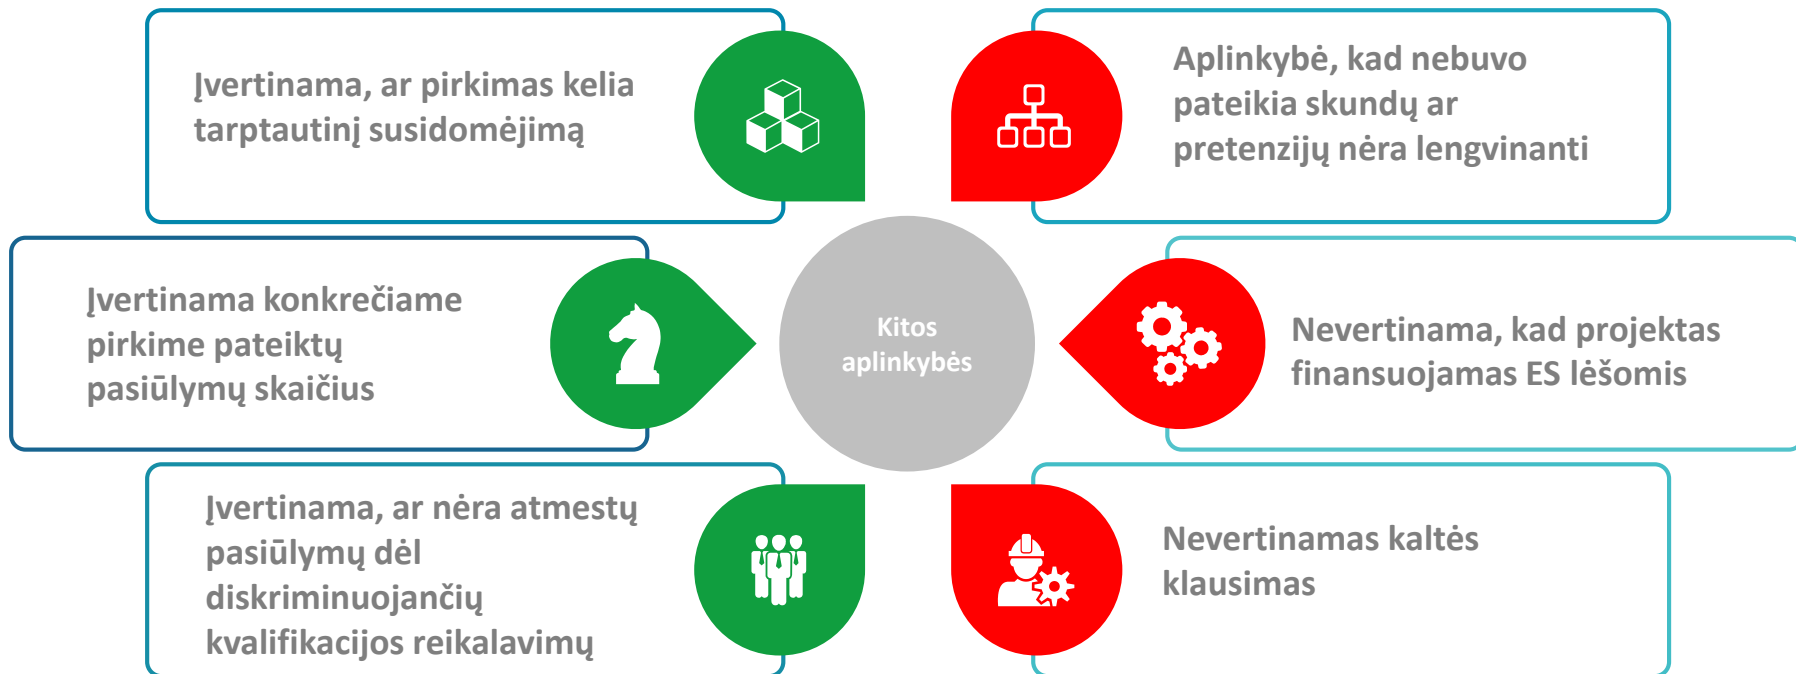 Įvertinama, ar pirkimas kelia
tarptautinį susidomėjimą
Aplinkybė, kad nebuvo
pateikia skundų ar
pretenzijų nėra lengvinanti
Įvertinama konkrečiame
pirkime pateiktų
pasiūlymų skaičius
Kitos
aplinkybės
Nevertinama, kad projektas
finansuojamas ES lėšomis
Įvertinama, ar nėra atmestų
pasiūlymų dėl
diskriminuojančių
kvalifikacijos reikalavimų
Nevertinamas kaltės
klausimas